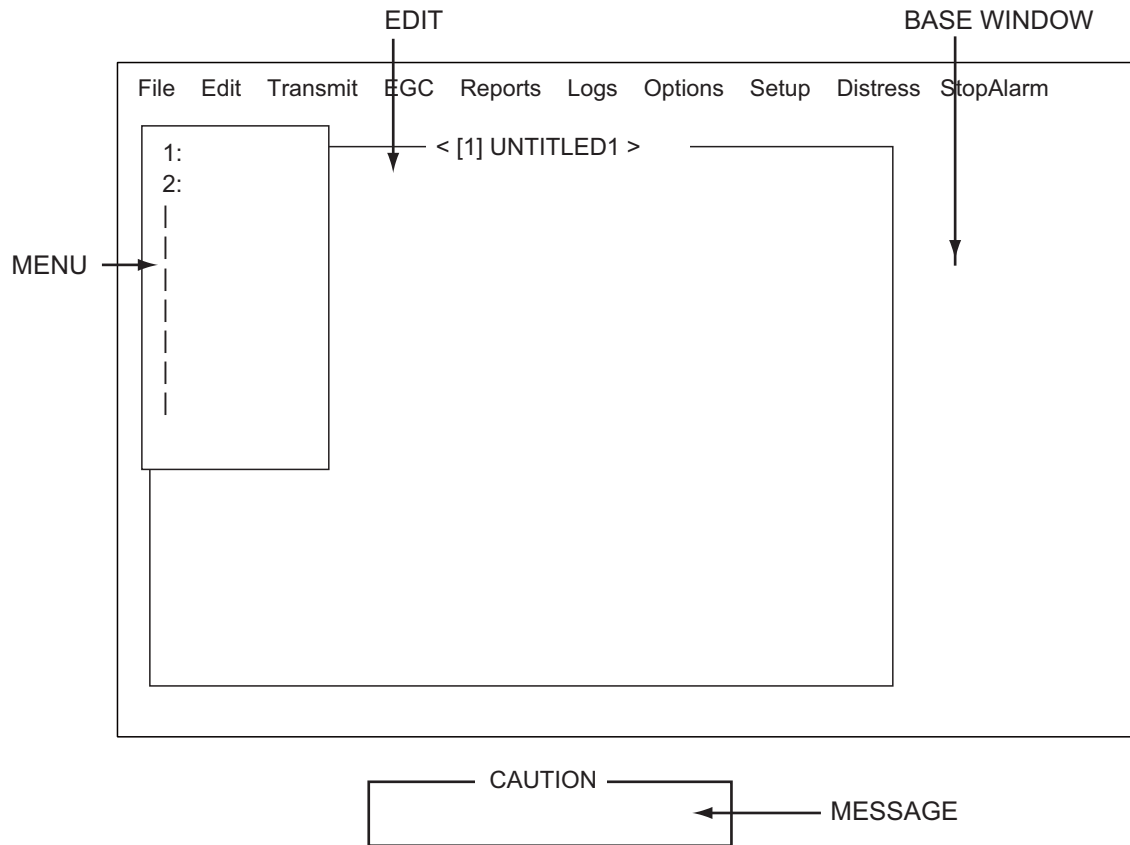 EDIT
BASE WINDOW
File Edit Transmit EGC Reports Logs Options Setup Distress StopAlarm
< [1] UNTITLED1 >
1:
2:
MENU
CAUTION
MESSAGE